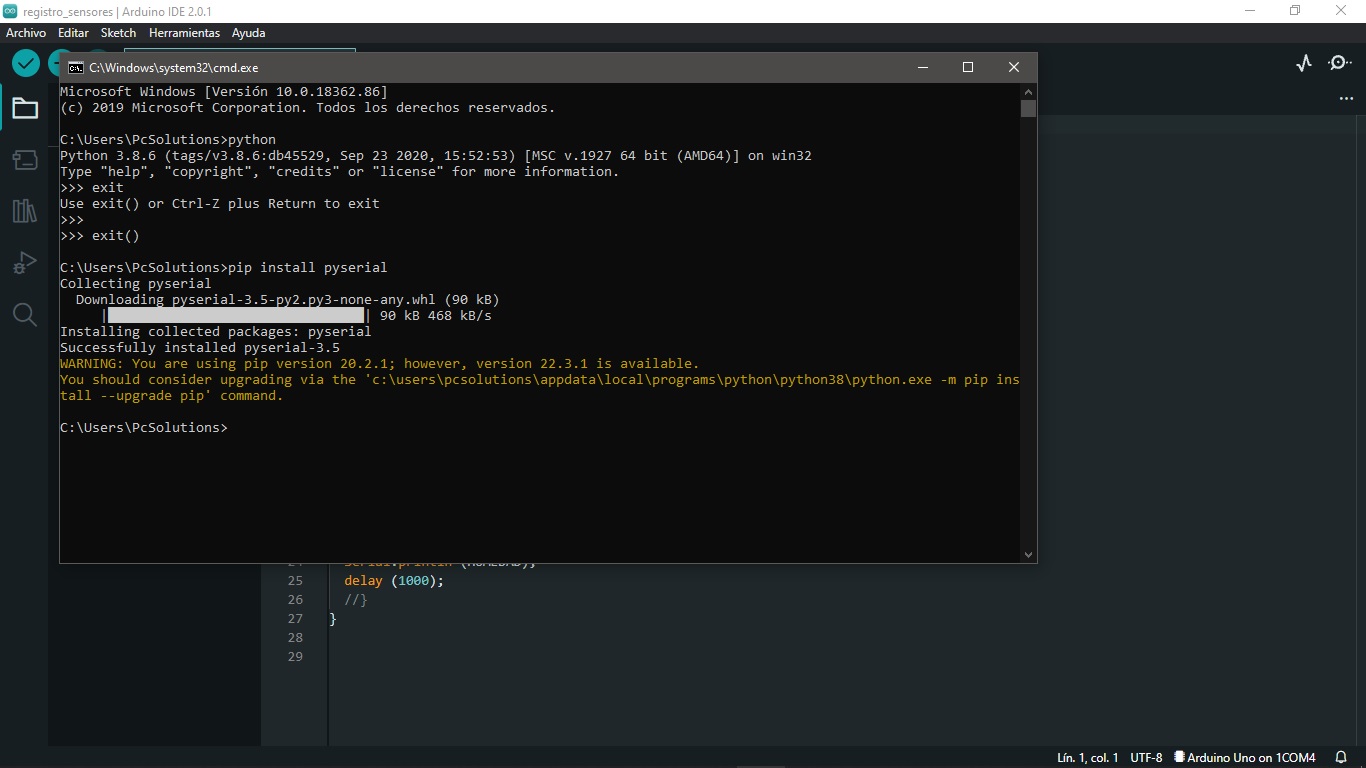 registro_sensores | Arduino IDE 2.0.1
Archivo Editar Sketch Herramientas Ayuda
C:\Windows\system32\cmd.exe
Microsoft Windows [Versión 10.0.18362.86]
(c) 2019 Microsoft Corporation. Todos los derechos reservados.
C:\Users\PcSolutions>python
Python 3.8.6 (tags/v3.8.6:db45529, Sep 23 2020, 15:52:53) [MSC v.1927 64 bit (AMD64)] on win32
Type "help", "copyright", "credits" or "license" for more information.
>>> exit
Use exit() or Ctrl-Z plus Return to exit
>>>
>>> exit()
C:\Users\PcSolutions>pip install pyserial
Collecting pyserial
Downloading pyserial-3.5-py2.py3-none-any.whl (90 kB)
| | 90 kB 468 kB/s
Installing collected packages: pyserial
Successfully installed pyserial-3.5
WARNING: You are using pip version 20.2.1; however, version 22.3.1 is available.
You should consider upgrading via the 'c:\users\pcsolutions\appdata\local\programs\python\python38\python.exe -m pip ins
tall --upgrade pip' command.
C:\Users\PcSolutions>
25 delay (1000);
26 //}
27 }
28
29
Lín. 1, col. 1 UTF-8 Arduino Uno on 1COM4